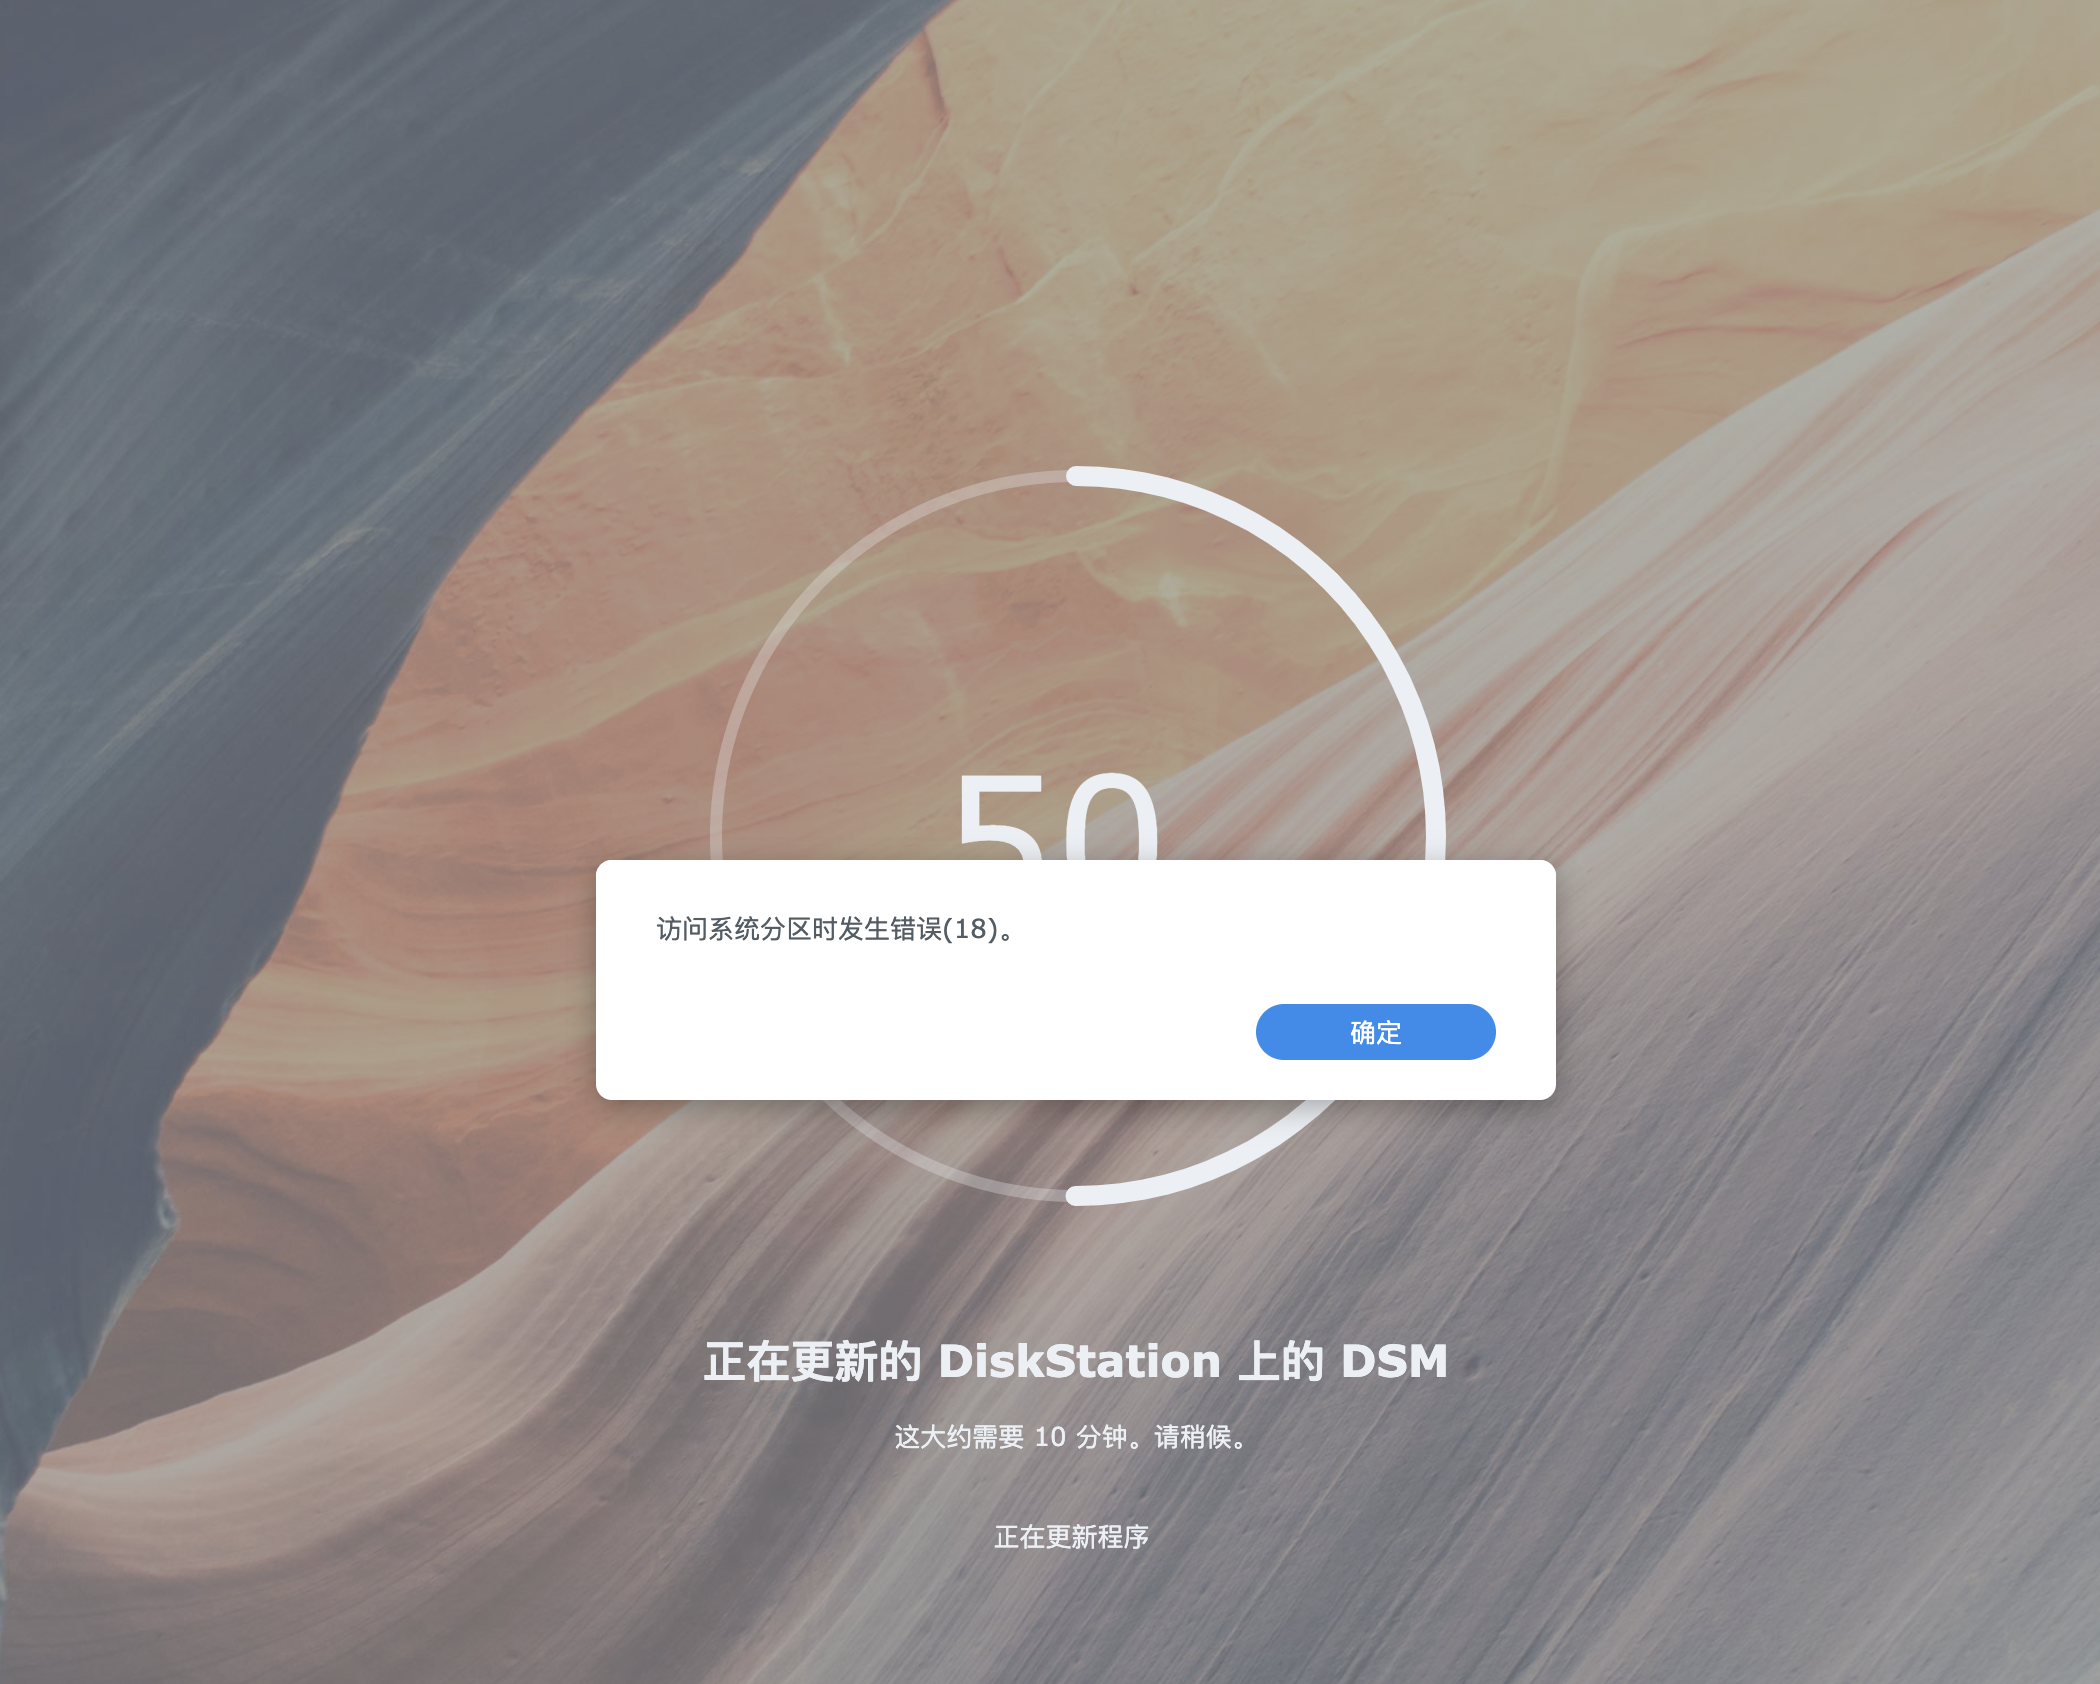 50
访问系统分区时发生错误(18)。
确定
正在更新的 DiskStation 上的 DSM
这大约需要 10 分钟。请稍候。
正在更新程序